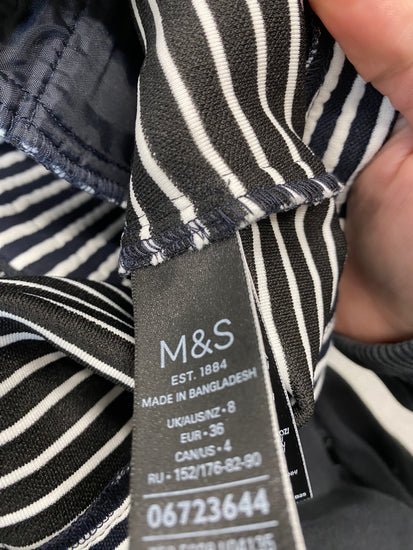 M&S
EST. 1884
MADE IN BANGLADESH
UK/AUS/NZ • 8
EUR • 36
CAN/US • 4
RU • 152/176-82-90
06723644